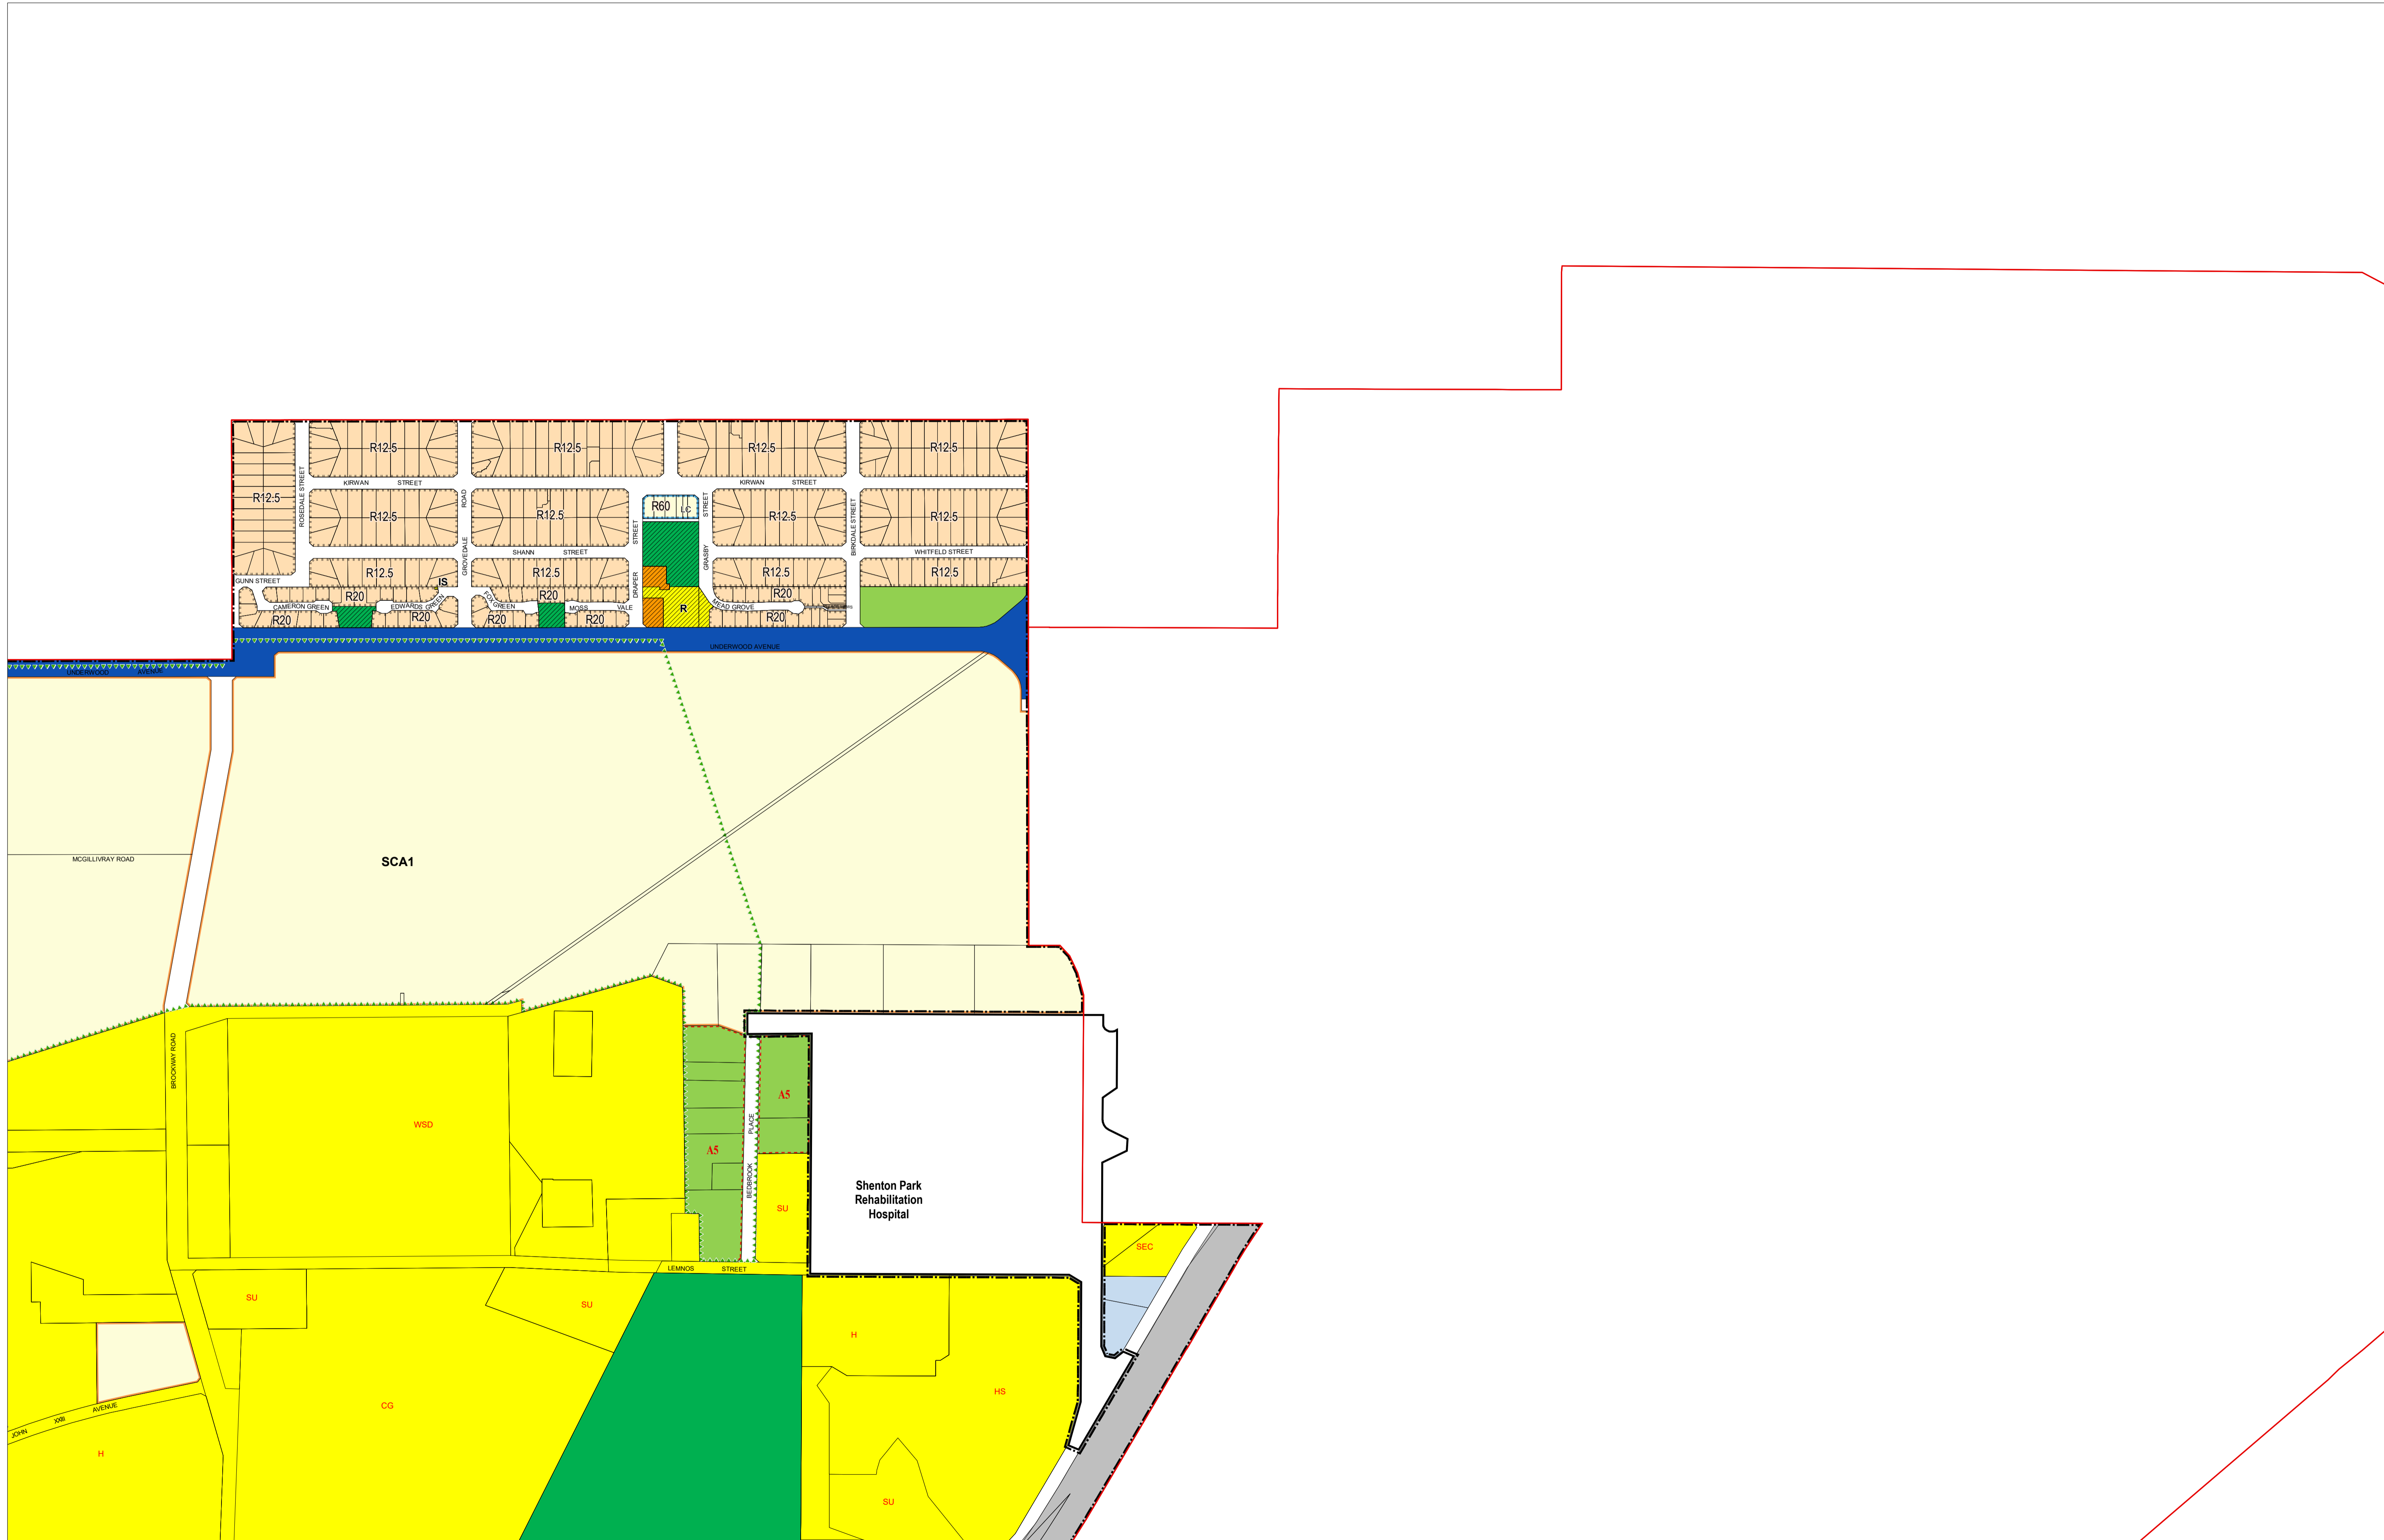 R12.5
R12.5
R12.5
R12.5
KIRWAN STREET
KIRWAN STREET
R12.5
ROSEDALE STREET
ROAD
STREET
R60
LC
R12.5
R12.5
R12.5
R12.5
BIRKDALE STREET
STREET
SHANN STREET
WHITFELD STREET
GROVEDALE
GRASBY
R12.5
R12.5
R12.5
R12.5
GUNN STREET
IS
DRAPER
R20
R20
R20
CAMERON GREEN
EDWARDS GREEN
FOX GREEN
MOSS VALE
R
MEAD GROVE
R20
R20
R20
R20
R20
UNDERWOOD AVENUE
UNDERWOOD AVENUE
MCGILLIVRAY ROAD
SCA1
BROCKWAY ROAD
A5
WSD
PLACE
A5
BEDBROOK
Shenton Park
Rehabilitation
Hospital
SU
SEC
LEMNOS STREET
SU
SU
H
HS
CG
JOHN XXIII AVENUE
H
SU